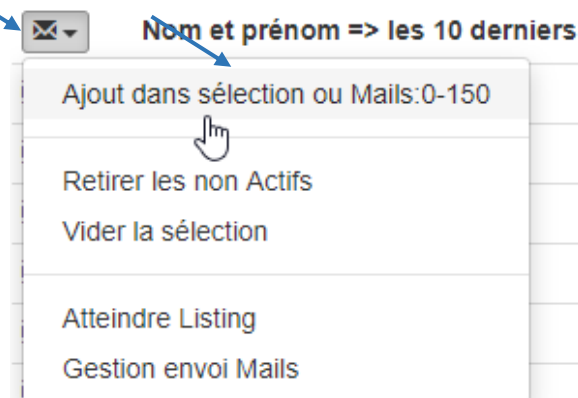 Nom et prénom => les 10 derniers
Ajout dans sélection ou Mails:0-150
Retirer les non Actifs
Vider la sélection
Atteindre Listing
Gestion envoi Mails